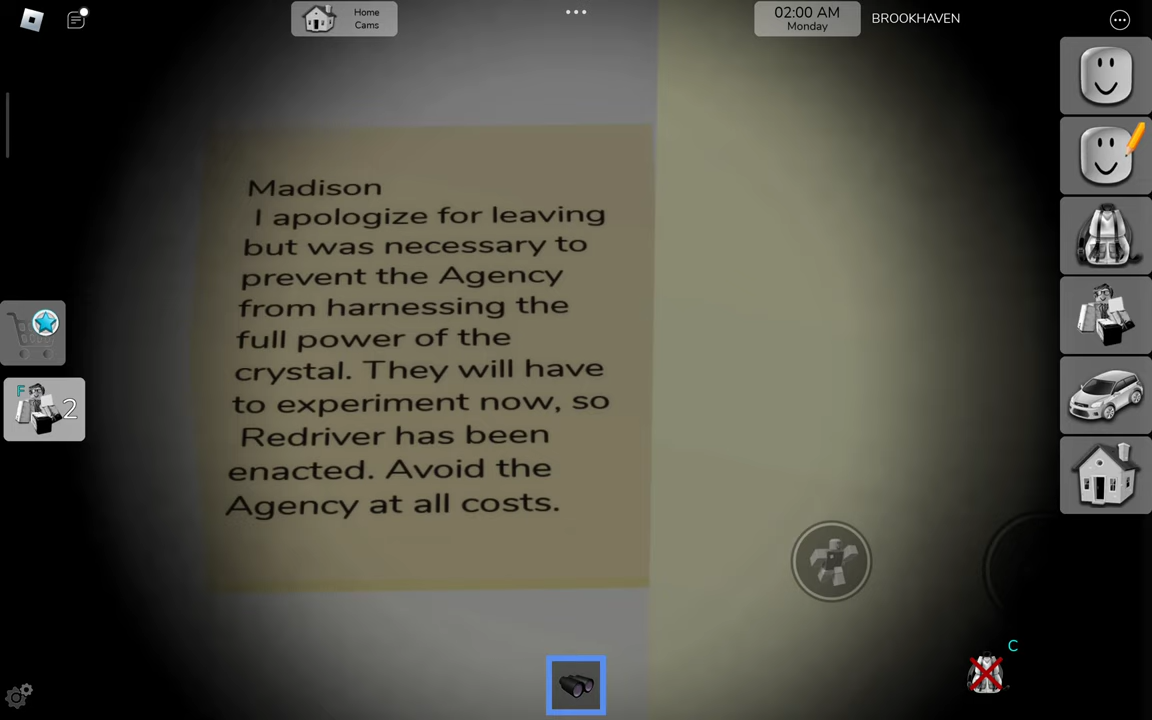 Home
Cams
02:00 AM
Monday
BROOKHAVEN
Madison
I apologize for leaving
but was necessary to
prevent the Agency
from harnessing the
full power of the
crystal. They will have
to experiment now, so
Redriver has been
enacted. Avoid the
Agency at all costs.
F
2
C